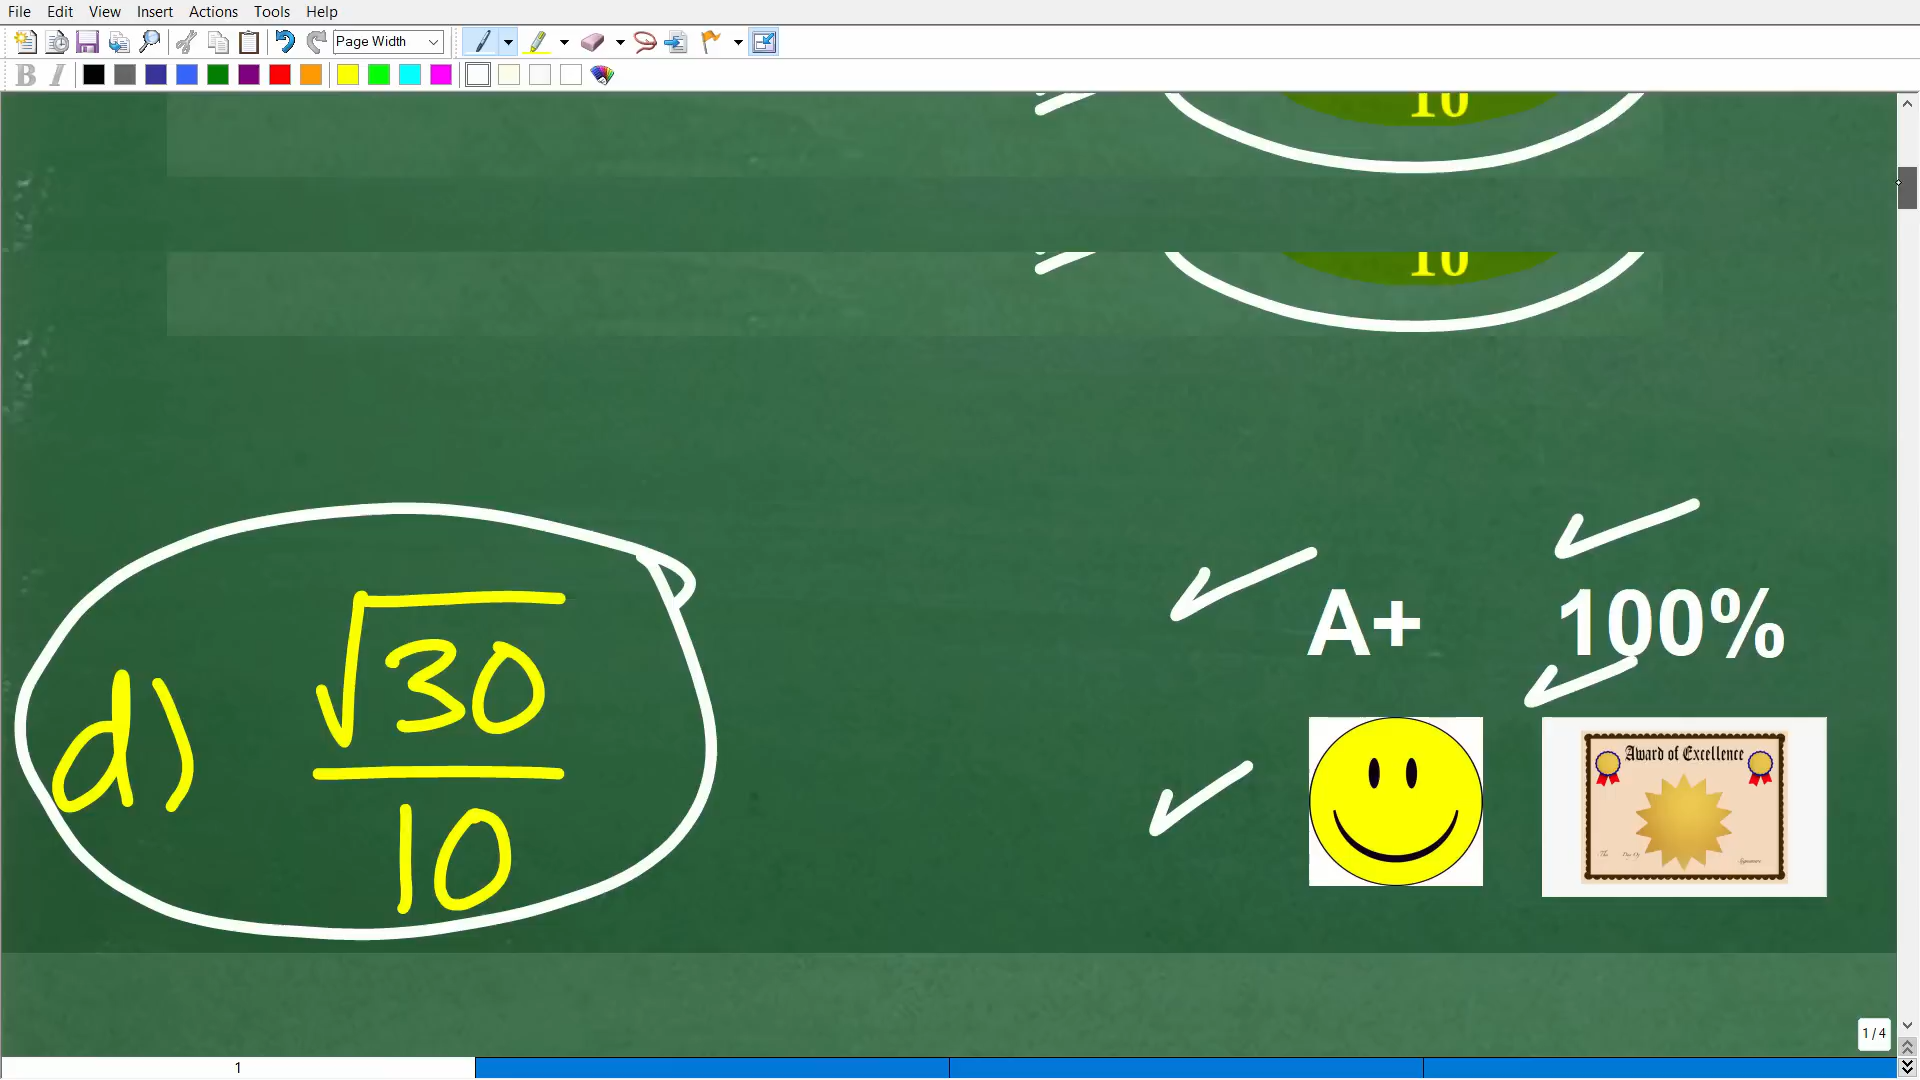 File Edit View Insert Actions Tools Help
Page Width
B I
10
10
A+ 100%
d) √30
10
Award of Excellence
1 / 4
1